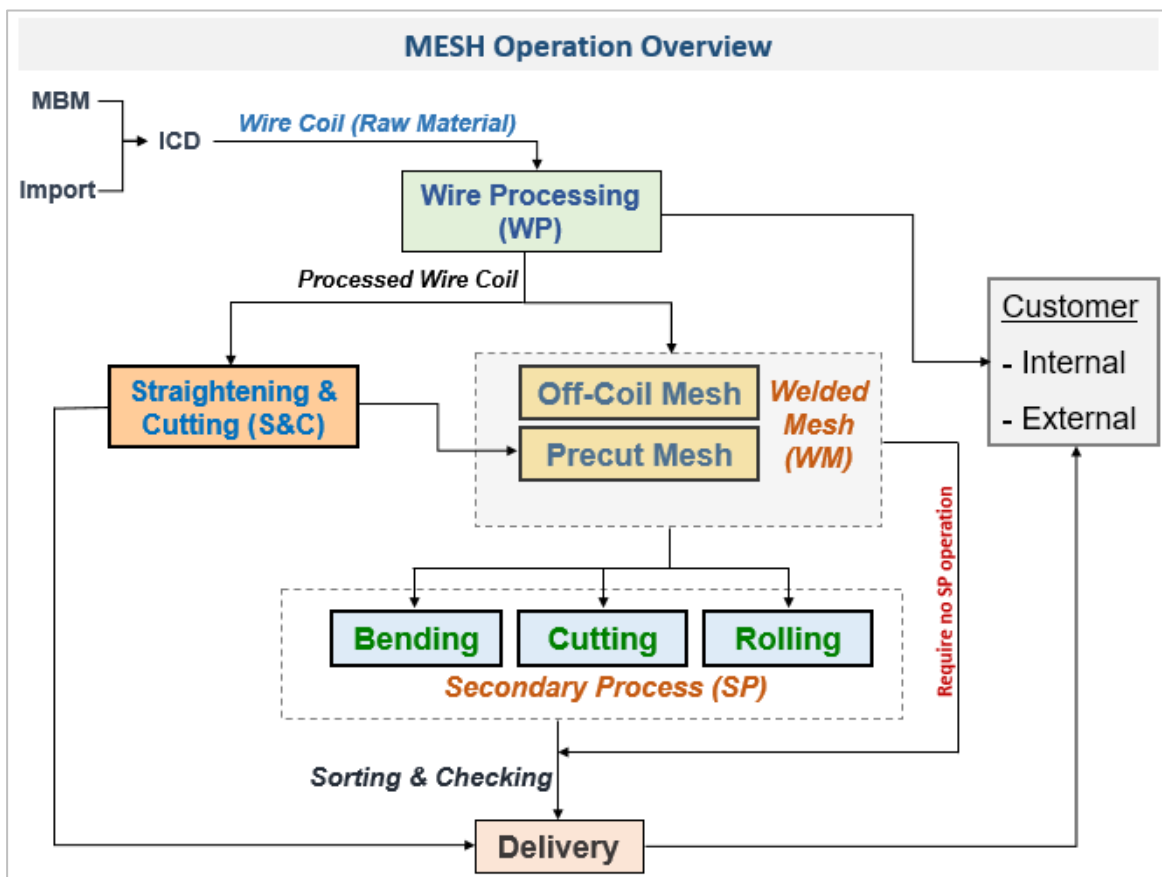 MESH Operation Overview
MBM
ICD
Import
Wire Coil (Raw Material)
Wire Processing
(WP)
Processed Wire Coil
Customer
- Internal
- External
Straightening &
Cutting (S&C)
Off-Coil Mesh
Precut Mesh
Welded
Mesh
(WM)
Require no SP operation
Bending
Cutting
Rolling
Secondary Process (SP)
Sorting & Checking
Delivery